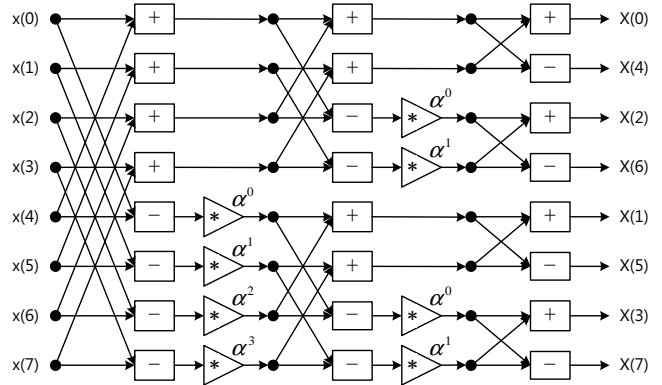 x(0) + + + X(0)
x(1) + + − X(4)
x(2) + − * α⁰ + X(2)
x(3) + − * α¹ − X(6)
x(4) − * α⁰ + + X(1)
x(5) − * α¹ + − X(5)
x(6) − * α² − * α⁰ + X(3)
x(7) − * α³ − * α¹ − X(7)